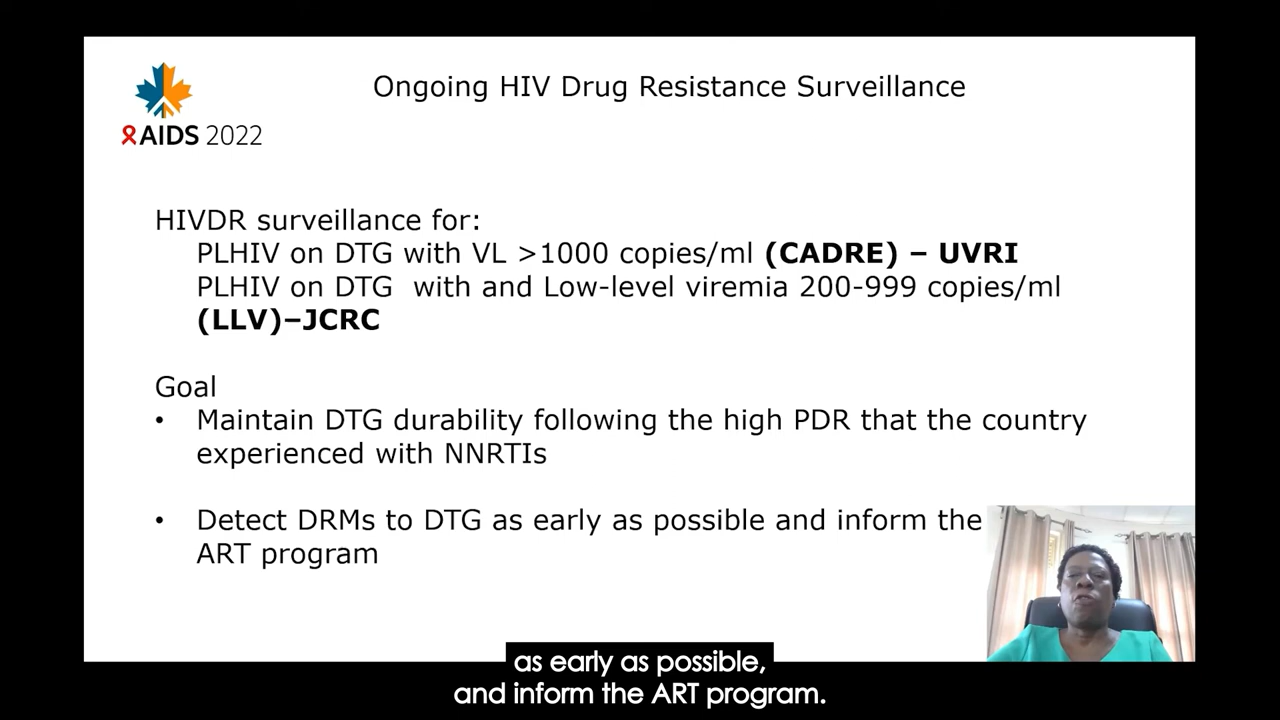 Ongoing HIV Drug Resistance Surveillance
AIDS 2022
HIVDR surveillance for:
PLHIV on DTG with VL >1000 copies/ml (CADRE) – UVRI
PLHIV on DTG with and Low-level viremia 200-999 copies/ml
(LLV)–JCRC
Goal
• Maintain DTG durability following the high PDR that the country
experienced with NNRTIs
• Detect DRMs to DTG as early as possible and inform the
ART program
as early as possible,
and inform the ART program.